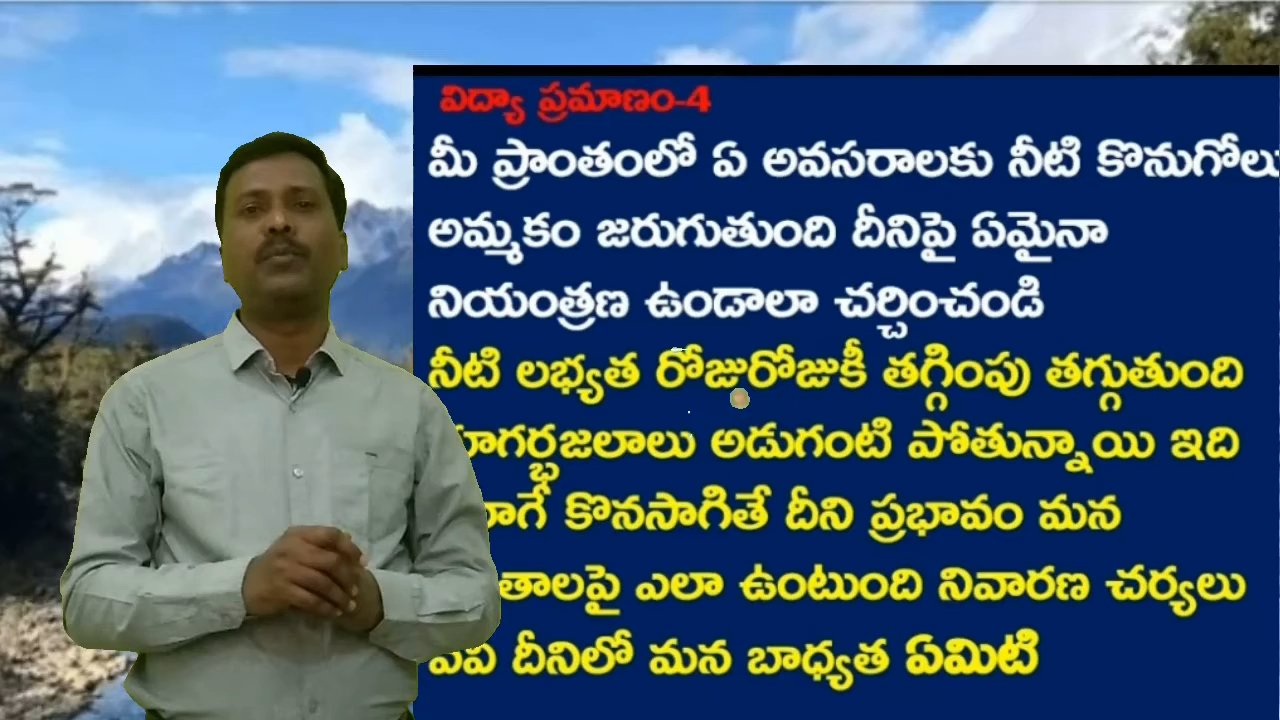 విద్యా ప్రమాణం-4
మీ ప్రాంతంలో ఏ అవసరాలకు నీటి
అమ్మకం జరుగుతుంది దీనిపై ఏమైనా
నియంత్రణ ఉండాలా చర్చించండి
నీటి లభ్యత రోజురోజుకీ తగ్గింపు తగ్గుతుంది
అడుగంటి పోతున్నాయి ఇది
కొనసాగితే దీని ప్రభావం మన
ఎలా ఉంటుంది నివారణ చర్యలు
దీనిలో మన బాధ్యత ఏమిటి